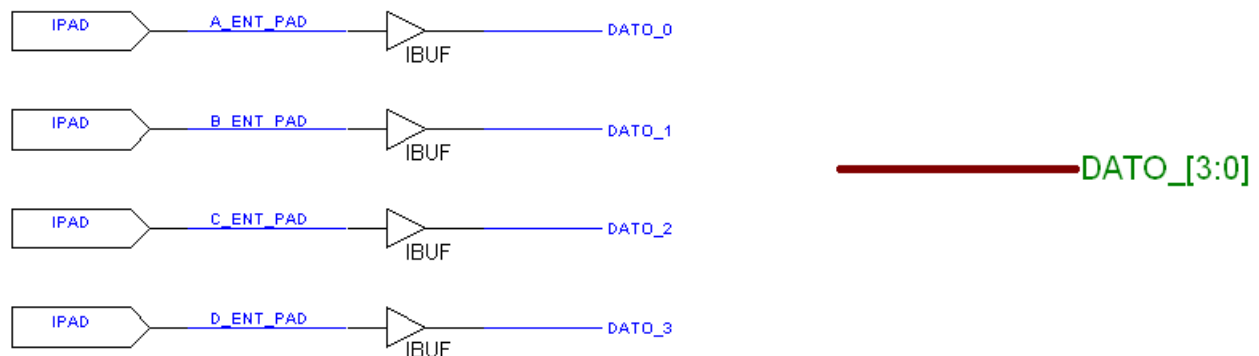 IPAD A_ENT_PAD IBUF DATO_0
IPAD B_ENT_PAD IBUF DATO_1
DATO_[3:0]
IPAD C_ENT_PAD IBUF DATO_2
IPAD D_ENT_PAD IBUF DATO_3